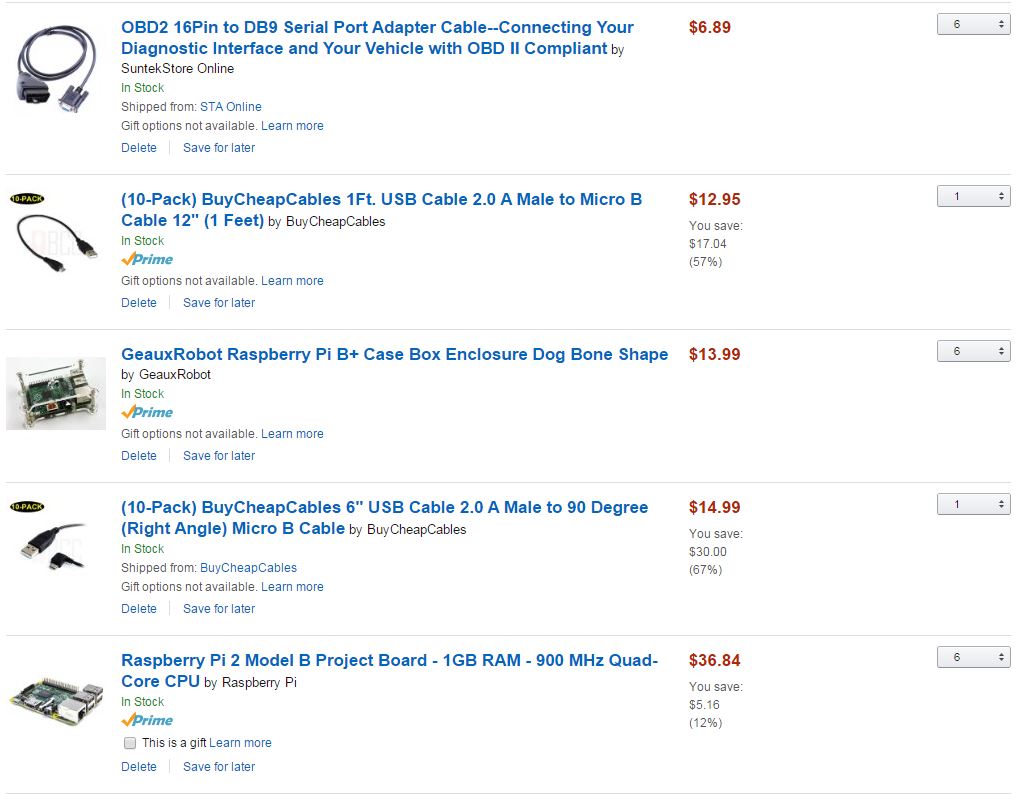 OBD2 16Pin to DB9 Serial Port Adapter Cable--Connecting Your $6.89 6
Diagnostic Interface and Your Vehicle with OBD II Compliant by
SuntekStore Online
In Stock
Shipped from: STA Online
Gift options not available. Learn more
Delete Save for later
10-PACK (10-Pack) BuyCheapCables 1Ft. USB Cable 2.0 A Male to Micro B $12.95 1
Cable 12" (1 Feet) by BuyCheapCables You save:
In Stock $17.04
Prime (57%)
Gift options not available. Learn more
Delete Save for later
GeauxRobot Raspberry Pi B+ Case Box Enclosure Dog Bone Shape $13.99 6
by GeauxRobot
In Stock
Prime
Gift options not available. Learn more
Delete Save for later
10-PACK (10-Pack) BuyCheapCables 6" USB Cable 2.0 A Male to 90 Degree $14.99 1
(Right Angle) Micro B Cable by BuyCheapCables You save:
In Stock $30.00
Shipped from: BuyCheapCables (67%)
Gift options not available. Learn more
Delete Save for later
Raspberry Pi 2 Model B Project Board - 1GB RAM - 900 MHz Quad- $36.84 6
Core CPU by Raspberry Pi You save:
In Stock $5.16
Prime (12%)
This is a gift Learn more
Delete Save for later